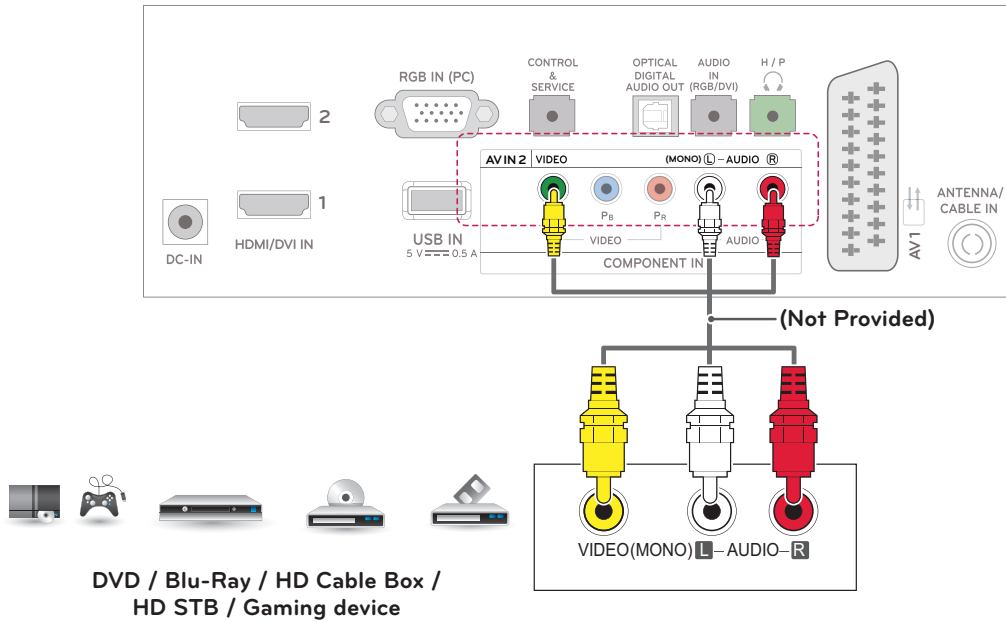 RGB IN (PC)
CONTROL
&
SERVICE
OPTICAL
DIGITAL
AUDIO OUT
AUDIO
IN
(RGB/DVI)
H / P
2
1
HDMI/DVI IN
DC-IN
USB IN
5 V 0.5 A
AV IN 2
VIDEO
(MONO) L – AUDIO R
PB
PR
VIDEO
AUDIO
COMPONENT IN
AV1
ANTENNA/
CABLE IN
(Not Provided)
VIDEO(MONO) L–AUDIO–R
DVD / Blu-Ray / HD Cable Box /
HD STB / Gaming device